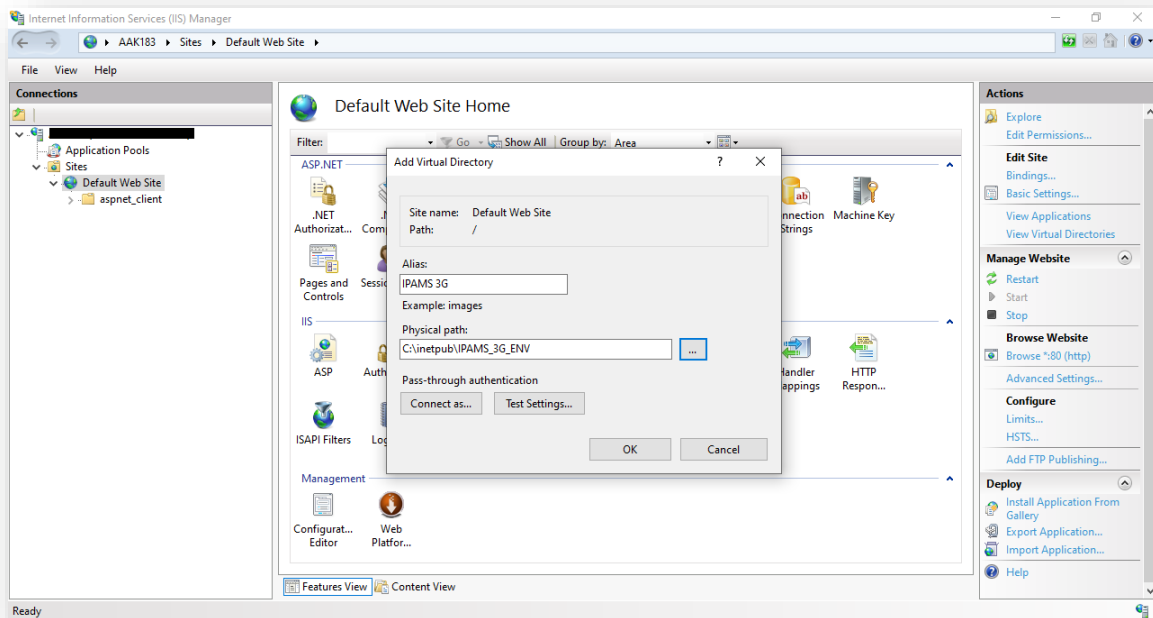 Internet Information Services (IIS) Manager
AAK183 Sites Default Web Site
File View Help
Connections
Application Pools
Sites
Default Web Site
aspnet_client
Default Web Site Home
Filter: Go Show All Group by: Area
ASP.NET
.NET
Authorizat...
Com
nnection
Strings
Machine Key
Pages and
Controls
Sessi
IIS
ASP
Auth
Handler
appings
HTTP
Respon...
ISAPI Filters
Log
Management
Configurat...
Editor
Web
Platfor...
Features View Content View
Add Virtual Directory
?
Site name: Default Web Site
Path: /
Alias:
IPAMS 3G
Example: images
Physical path:
C:\inetpub\IPAMS_3G_ENV
...
Pass-through authentication
Connect as... Test Settings...
OK Cancel
Actions
Explore
Edit Permissions...
Edit Site
Bindings...
Basic Settings...
View Applications
View Virtual Directories
Manage Website
Restart
Start
Stop
Browse Website
Browse *:80 (http)
Advanced Settings...
Configure
Limits...
HSTS...
Add FTP Publishing...
Deploy
Install Application From
Gallery
Export Application...
Import Application...
Help
Ready